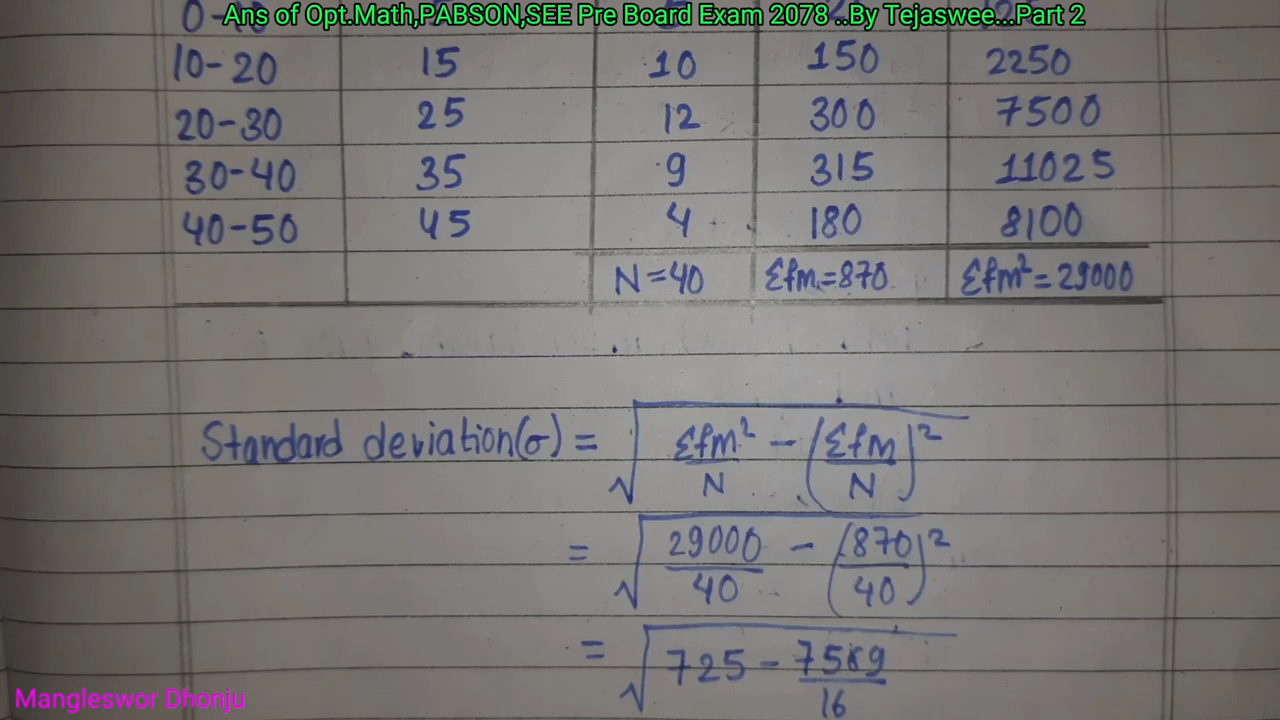 Ans of Opt.Math,PABSON,SEE Pre Board Exam 2078 ..By Tejaswee...Part 2
10-20 15 10 150 2250
20-30 25 12 300 7500
30-40 35 9 315 11025
40-50 45 4 180 8100
N=40 Σfm=870 Σfm²=29000
Standard deviation(σ) = √(Σfm²/N - (Σfm/N)²)
= √(29000/40 - (870/40)²)
= √(725 - 7569/16)
Mangleswor Dhonju